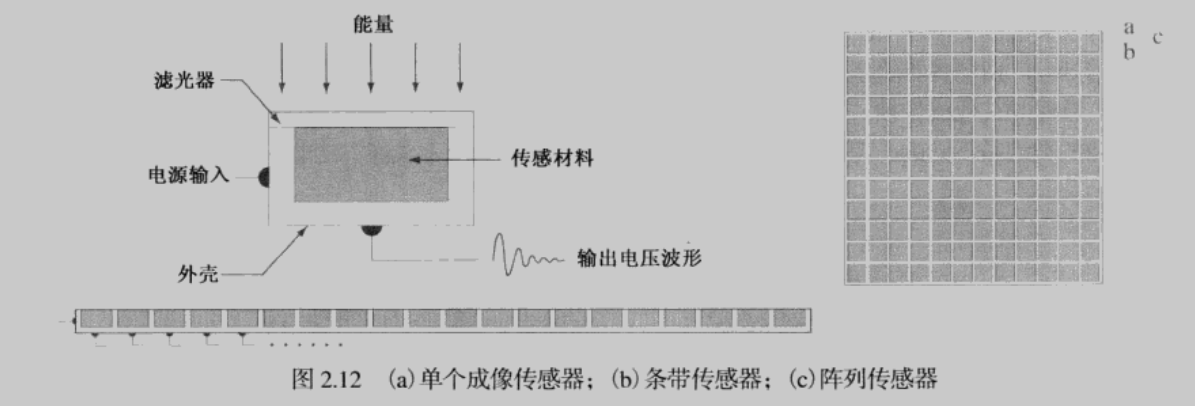 能量
滤光器
电源输入
传感材料
外壳
输出电压波形
a
b
c
图 2.12 (a)单个成像传感器；(b)条带传感器；(c)阵列传感器